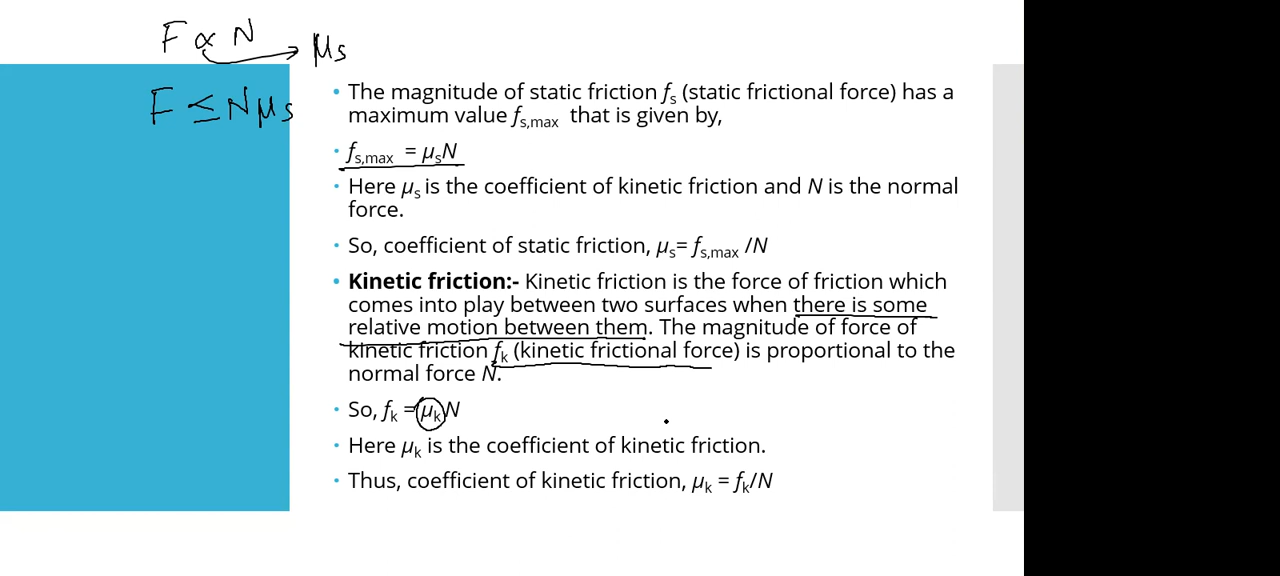 F ∝ N → μs
F ≤ Nμs
• The magnitude of static friction fs (static frictional force) has a
maximum value fs,max that is given by,
• fs,max = μsN
• Here μs is the coefficient of kinetic friction and N is the normal
force.
• So, coefficient of static friction, μs= fs,max /N
• Kinetic friction:- Kinetic friction is the force of friction which
comes into play between two surfaces when there is some
relative motion between them. The magnitude of force of
kinetic friction fk (kinetic frictional force) is proportional to the
normal force N.
• So, fk =μkN
• Here μk is the coefficient of kinetic friction.
• Thus, coefficient of kinetic friction, μk = fk/N